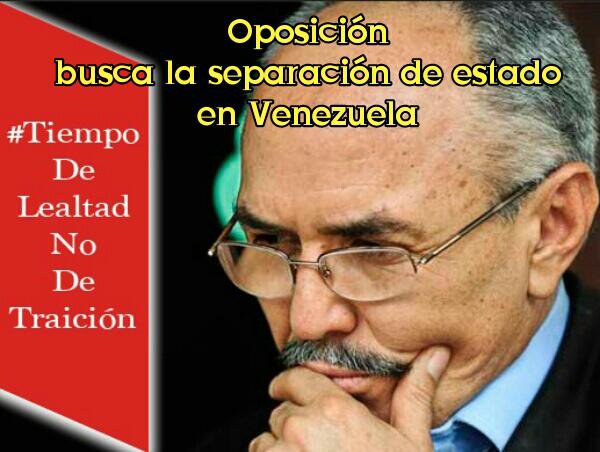 Oposición
busca la separación de estado
en Venezuela
#Tiempo
De
Lealtad
No
De
Traición